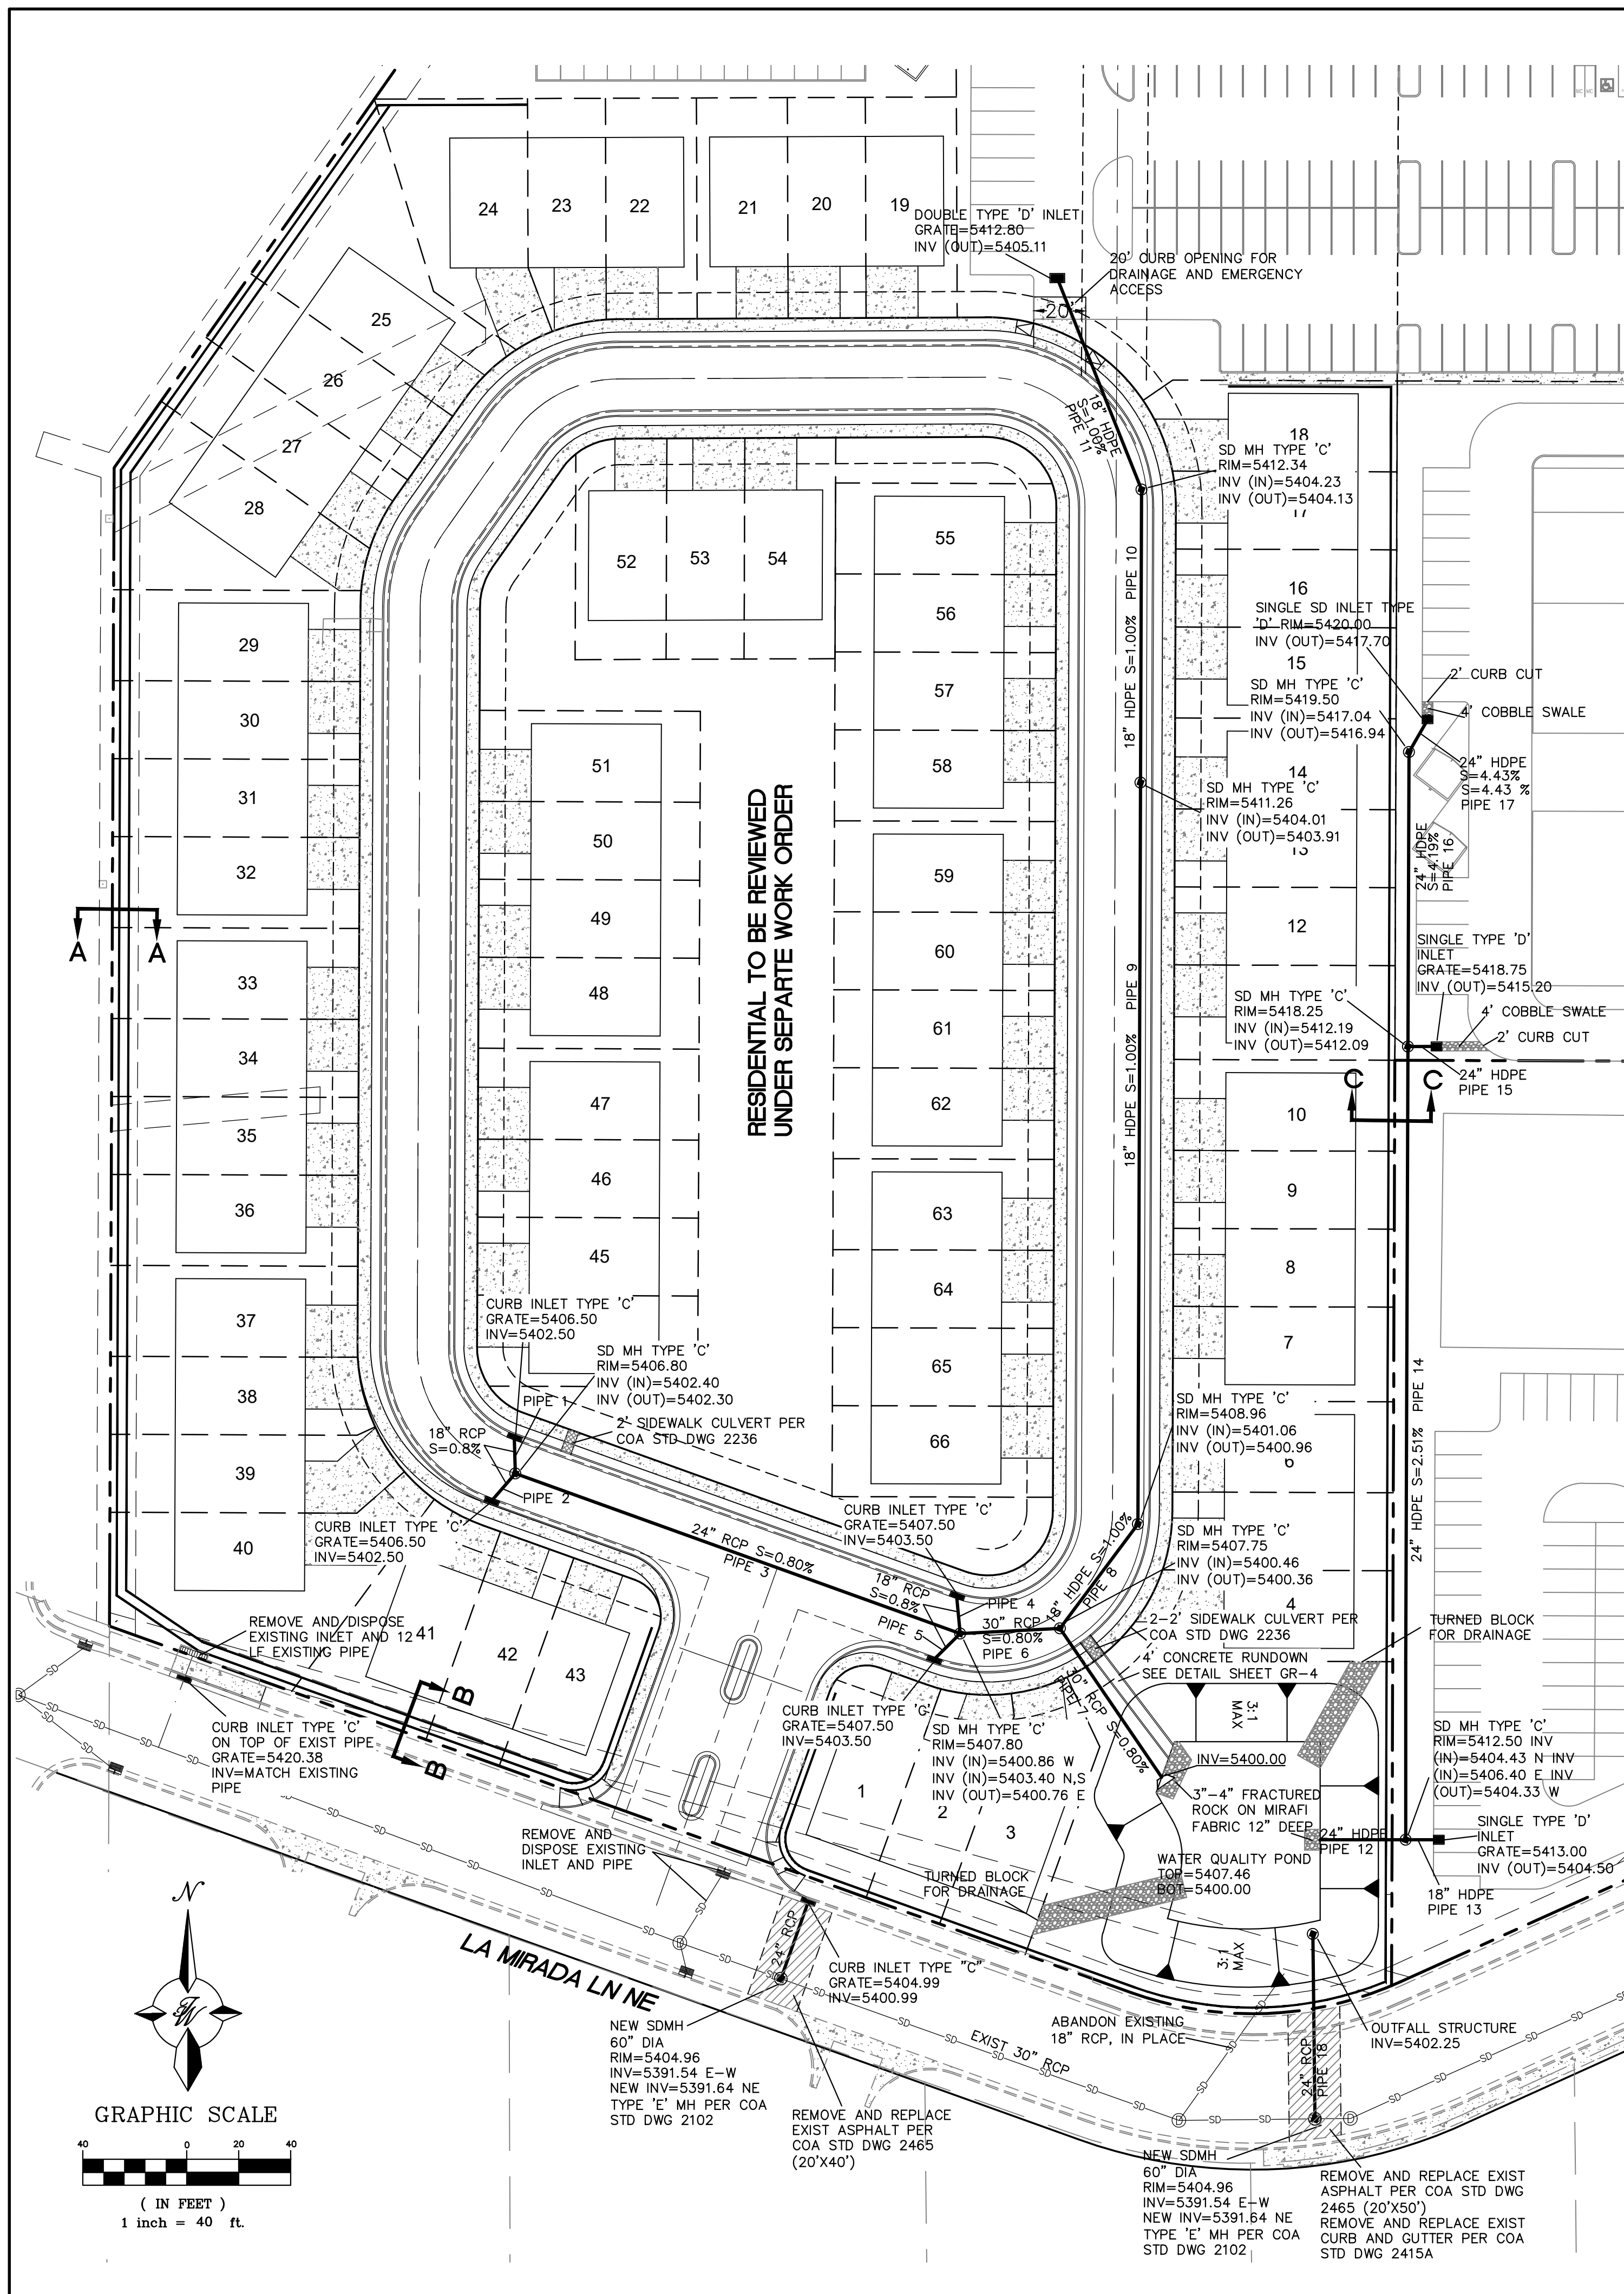 24
23
22
21
20
19
DOUBLE TYPE 'D' INLET
GRATE=5412.80
INV (OUT)=5405.11
20' CURB OPENING FOR
DRAINAGE AND EMERGENCY
ACCESS
20'
25
26
27
28
18" HDPE
S=1.00%
PIPE 11
18
SD MH TYPE 'C'
RIM=5412.34
INV (IN)=5404.23
INV (OUT)=5404.13
17
52
53
54
55
56
57
58
18" HDPE S=1.00% PIPE 10
16
SINGLE SD INLET TYPE
'D' RIM=5420.00
INV (OUT)=5417.70
15
SD MH TYPE 'C'
RIM=5419.50
INV (IN)=5417.04
INV (OUT)=5416.94
2' CURB CUT
4' COBBLE SWALE
24" HDPE
S=4.43%
S=4.43 %
PIPE 17
14
SD MH TYPE 'C'
RIM=5411.26
INV (IN)=5404.01
INV (OUT)=5403.91
13
24" HDPE
S=4.19%
PIPE 16
29
30
31
32
A
A
51
50
49
48
RESIDENTIAL TO BE REVIEWED
UNDER SEPARTE WORK ORDER
59
60
61
62
18" HDPE S=1.00% PIPE 9
12
SINGLE TYPE 'D'
INLET
GRATE=5418.75
INV (OUT)=5415.20
SD MH TYPE 'C'
RIM=5418.25
INV (IN)=5412.19
INV (OUT)=5412.09
4' COBBLE SWALE
2' CURB CUT
24" HDPE
PIPE 15
C
C
33
34
35
36
47
46
45
10
9
8
7
63
64
65
66
37
38
39
40
CURB INLET TYPE 'C'
GRATE=5406.50
INV=5402.50
SD MH TYPE 'C'
RIM=5406.80
INV (IN)=5402.40
INV (OUT)=5402.30
PIPE 1
18" RCP
S=0.8%
2' SIDEWALK CULVERT PER
COA STD DWG 2236
PIPE 2
CURB INLET TYPE 'C'
GRATE=5406.50
INV=5402.50
24" RCP S=0.80%
PIPE 3
CURB INLET TYPE 'C'
GRATE=5407.50
INV=5403.50
18" RCP
S=0.8%
PIPE 4
PIPE 5
30" RCP
S=0.80%
PIPE 6
18" HDPE S=1.00%
PIPE 8
SD MH TYPE 'C'
RIM=5408.96
INV (IN)=5401.06
INV (OUT)=5400.96
6
SD MH TYPE 'C'
RIM=5407.75
INV (IN)=5400.46
INV (OUT)=5400.36
4
24" HDPE S=2.51% PIPE 14
2-2' SIDEWALK CULVERT PER
COA STD DWG 2236
4' CONCRETE RUNDOWN
SEE DETAIL SHEET GR-4
TURNED BLOCK
FOR DRAINAGE
REMOVE AND DISPOSE
EXISTING INLET AND 12
LF EXISTING PIPE
41
42
43
B
B
CURB INLET TYPE 'C'
ON TOP OF EXIST PIPE
GRATE=5420.38
INV=MATCH EXISTING
PIPE
CURB INLET TYPE 'C'
GRATE=5407.50
INV=5403.50
SD MH TYPE 'C'
RIM=5407.80
INV (IN)=5400.86 W
INV (IN)=5403.40 N,S
INV (OUT)=5400.76 E
1
2
3
30" RCP S=0.80%
PIPE 7
3:1
MAX
INV=5400.00
3"-4" FRACTURED
ROCK ON MIRAFI
FABRIC 12" DEEP
24" HDPE
PIPE 12
SD MH TYPE 'C'
RIM=5412.50 INV
(IN)=5404.43 N INV
(IN)=5406.40 E INV
(OUT)=5404.33 W
SINGLE TYPE 'D'
INLET
GRATE=5413.00
INV (OUT)=5404.50
18" HDPE
PIPE 13
WATER QUALITY POND
TOP=5407.46
BOT=5400.00
TURNED BLOCK
FOR DRAINAGE
3:1
MAX
REMOVE AND
DISPOSE EXISTING
INLET AND PIPE
24" RCP
CURB INLET TYPE "C"
GRATE=5404.99
INV=5400.99
LA MIRADA LN NE
NEW SDMH
60" DIA
RIM=5404.96
INV=5391.54 E-W
NEW INV=5391.64 NE
TYPE 'E' MH PER COA
STD DWG 2102
REMOVE AND REPLACE
EXIST ASPHALT PER
COA STD DWG 2465
(20'X40')
EXIST 30" RCP
ABANDON EXISTING
18" RCP, IN PLACE
OUTFALL STRUCTURE
INV=5402.25
24" RCP
PIPE 18
NEW SDMH
60" DIA
RIM=5404.96
INV=5391.54 E-W
NEW INV=5391.64 NE
TYPE 'E' MH PER COA
STD DWG 2102
REMOVE AND REPLACE EXIST
ASPHALT PER COA STD DWG
2465 (20'X50')
REMOVE AND REPLACE EXIST
CURB AND GUTTER PER COA
STD DWG 2415A
N
GRAPHIC SCALE
40 0 20 40
( IN FEET )
1 inch = 40 ft.